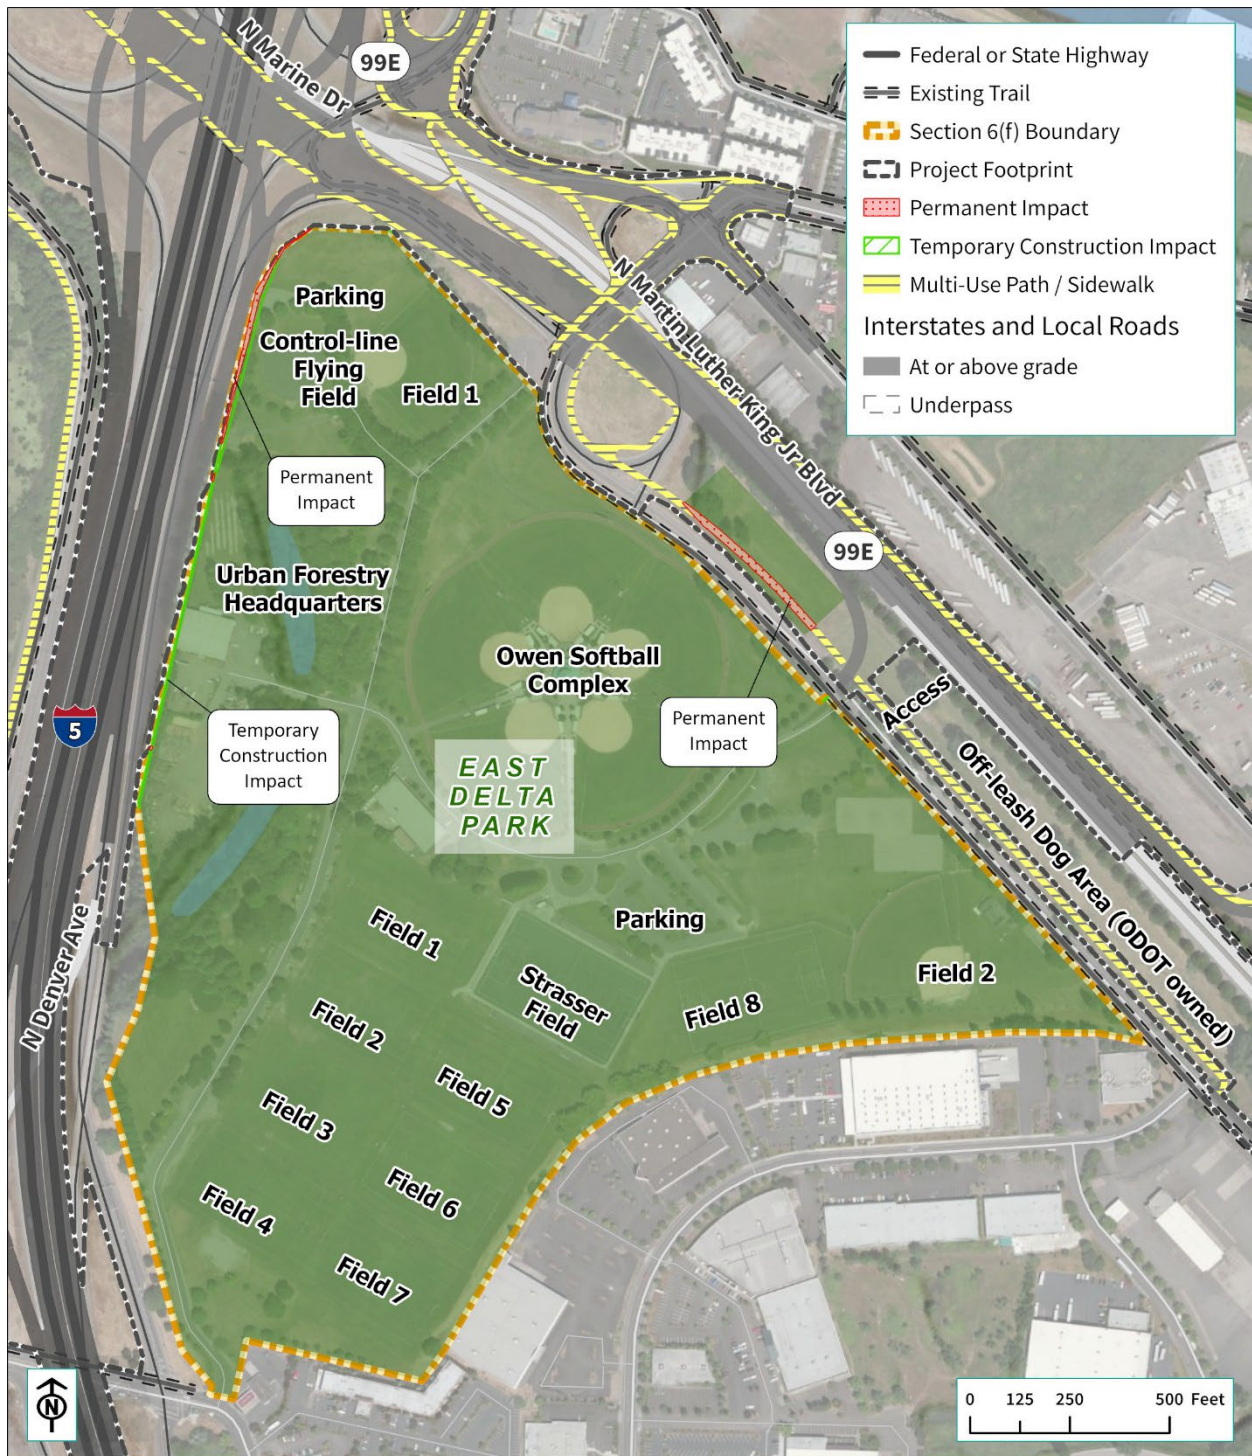 N Marine Dr
99E
Federal or State Highway
Existing Trail
Section 6(f) Boundary
Project Footprint
Permanent Impact
Temporary Construction Impact
Multi-Use Path / Sidewalk
Interstates and Local Roads
At or above grade
Underpass
N Martin Luther King Jr Blvd
Parking
Control-line
Flying
Field
Field 1
Permanent
Impact
99E
Urban Forestry
Headquarters
Owen Softball
Complex
Permanent
Impact
Access
5
Temporary
Construction
Impact
EAST
DELTA
PARK
Off-leash Dog Area (ODOT owned)
N Denver Ave
Field 1
Parking
Strasser
Field
Field 2
Field 8
Field 2
Field 3
Field 5
Field 4
Field 6
Field 7
N
0 125 250 500 Feet